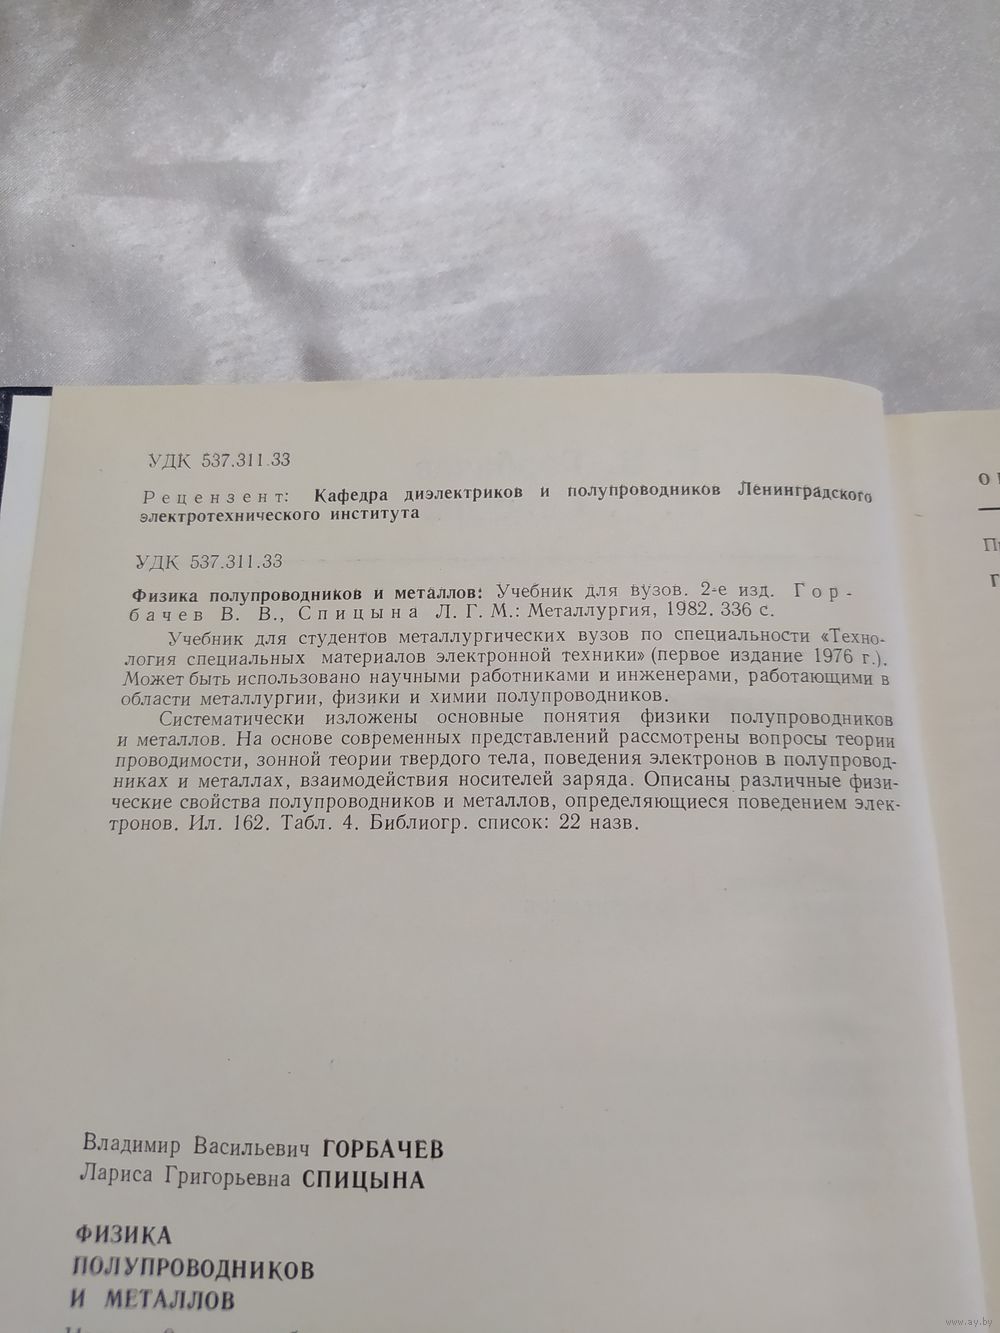 УДК 537.311.33
Рецензент: Кафедра диэлектриков и полупроводников Ленинградского
электротехнического института
УДК 537.311.33
Физика полупроводников и металлов: Учебник для вузов. 2-е изд. Гор-
бачев В. В., Спицына Л. Г. М.: Металлургия, 1982. 336 с.
Учебник для студентов металлургических вузов по специальности «Техно-
логия специальных материалов электронной техники» (первое издание 1976 г.).
Может быть использовано научными работниками и инженерами, работающими в
области металлургии, физики и химии полупроводников.
Систематически изложены основные понятия физики полупроводников
и металлов. На основе современных представлений рассмотрены вопросы теории
проводимости, зонной теории твердого тела, поведения электронов в полупровод-
никах и металлах, взаимодействия носителей заряда. Описаны различные физи-
ческие свойства полупроводников и металлов, определяющиеся поведением элек-
тронов. Ил. 162. Табл. 4. Библиогр. список: 22 назв.
Владимир Васильевич ГОРБАЧЕВ
Лариса Григорьевна СПИЦЫНА
ФИЗИКА
ПОЛУПРОВОДНИКОВ
И МЕТАЛЛОВ
www.ay.by